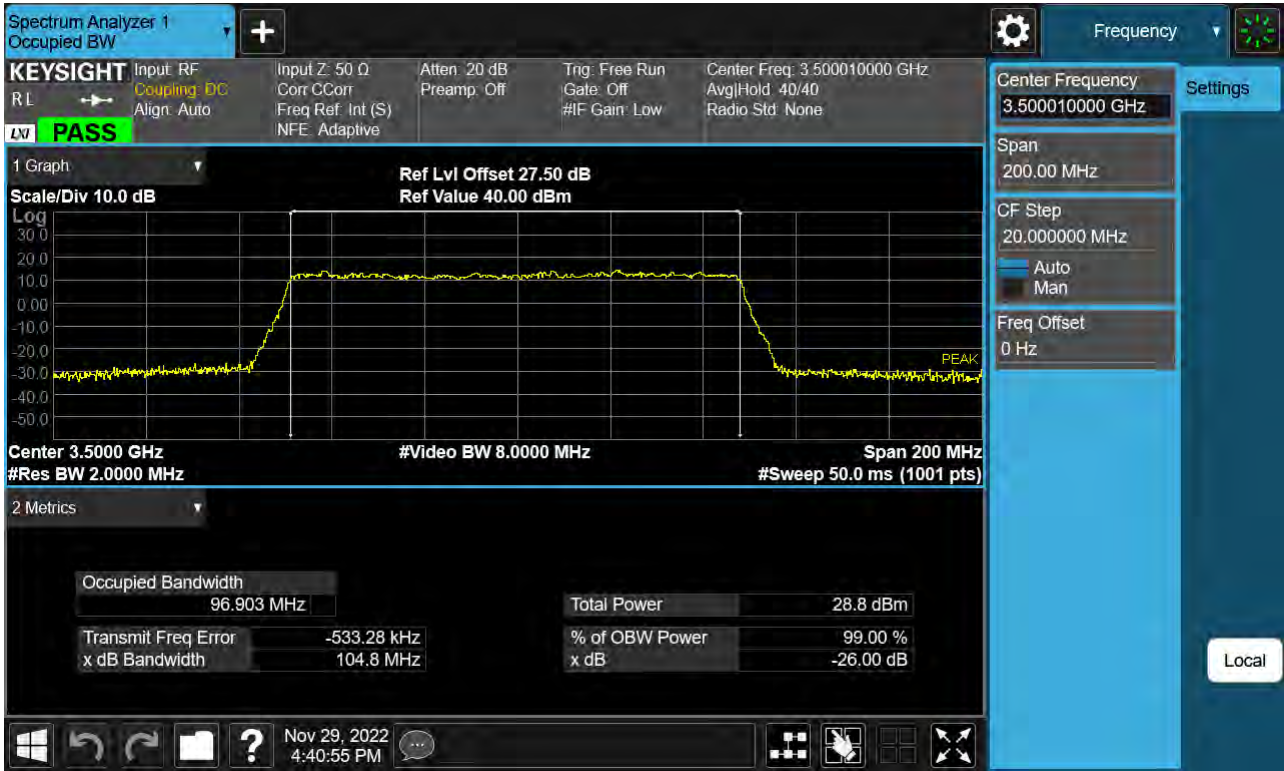 Spectrum Analyzer 1
Occupied BW
+
Frequency
KEYSIGHT
RL
LXI
PASS
Input: RF
Coupling: DC
Align: Auto
Input Z: 50 Ω
Corr CCorr
Freq Ref: Int (S)
NFE: Adaptive
Atten: 20 dB
Preamp: Off
Trig: Free Run
Gate: Off
#IF Gain: Low
Center Freq: 3.500010000 GHz
Avg|Hold: 40/40
Radio Std: None
Center Frequency
3.500010000 GHz
Settings
Span
200.00 MHz
CF Step
20.000000 MHz
Auto
Man
Freq Offset
0 Hz
Local
1 Graph
Scale/Div 10.0 dB
Ref Lvl Offset 27.50 dB
Ref Value 40.00 dBm
Log
30.0
20.0
10.0
0.00
-10.0
-20.0
-30.0
-40.0
-50.0
PEAK
Center 3.5000 GHz
#Video BW 8.0000 MHz
Span 200 MHz
#Res BW 2.0000 MHz
#Sweep 50.0 ms (1001 pts)
2 Metrics
Occupied Bandwidth
96.903 MHz
Total Power 28.8 dBm
Transmit Freq Error -533.28 kHz
% of OBW Power 99.00 %
x dB Bandwidth 104.8 MHz
x dB -26.00 dB
?
Nov 29, 2022
4:40:55 PM